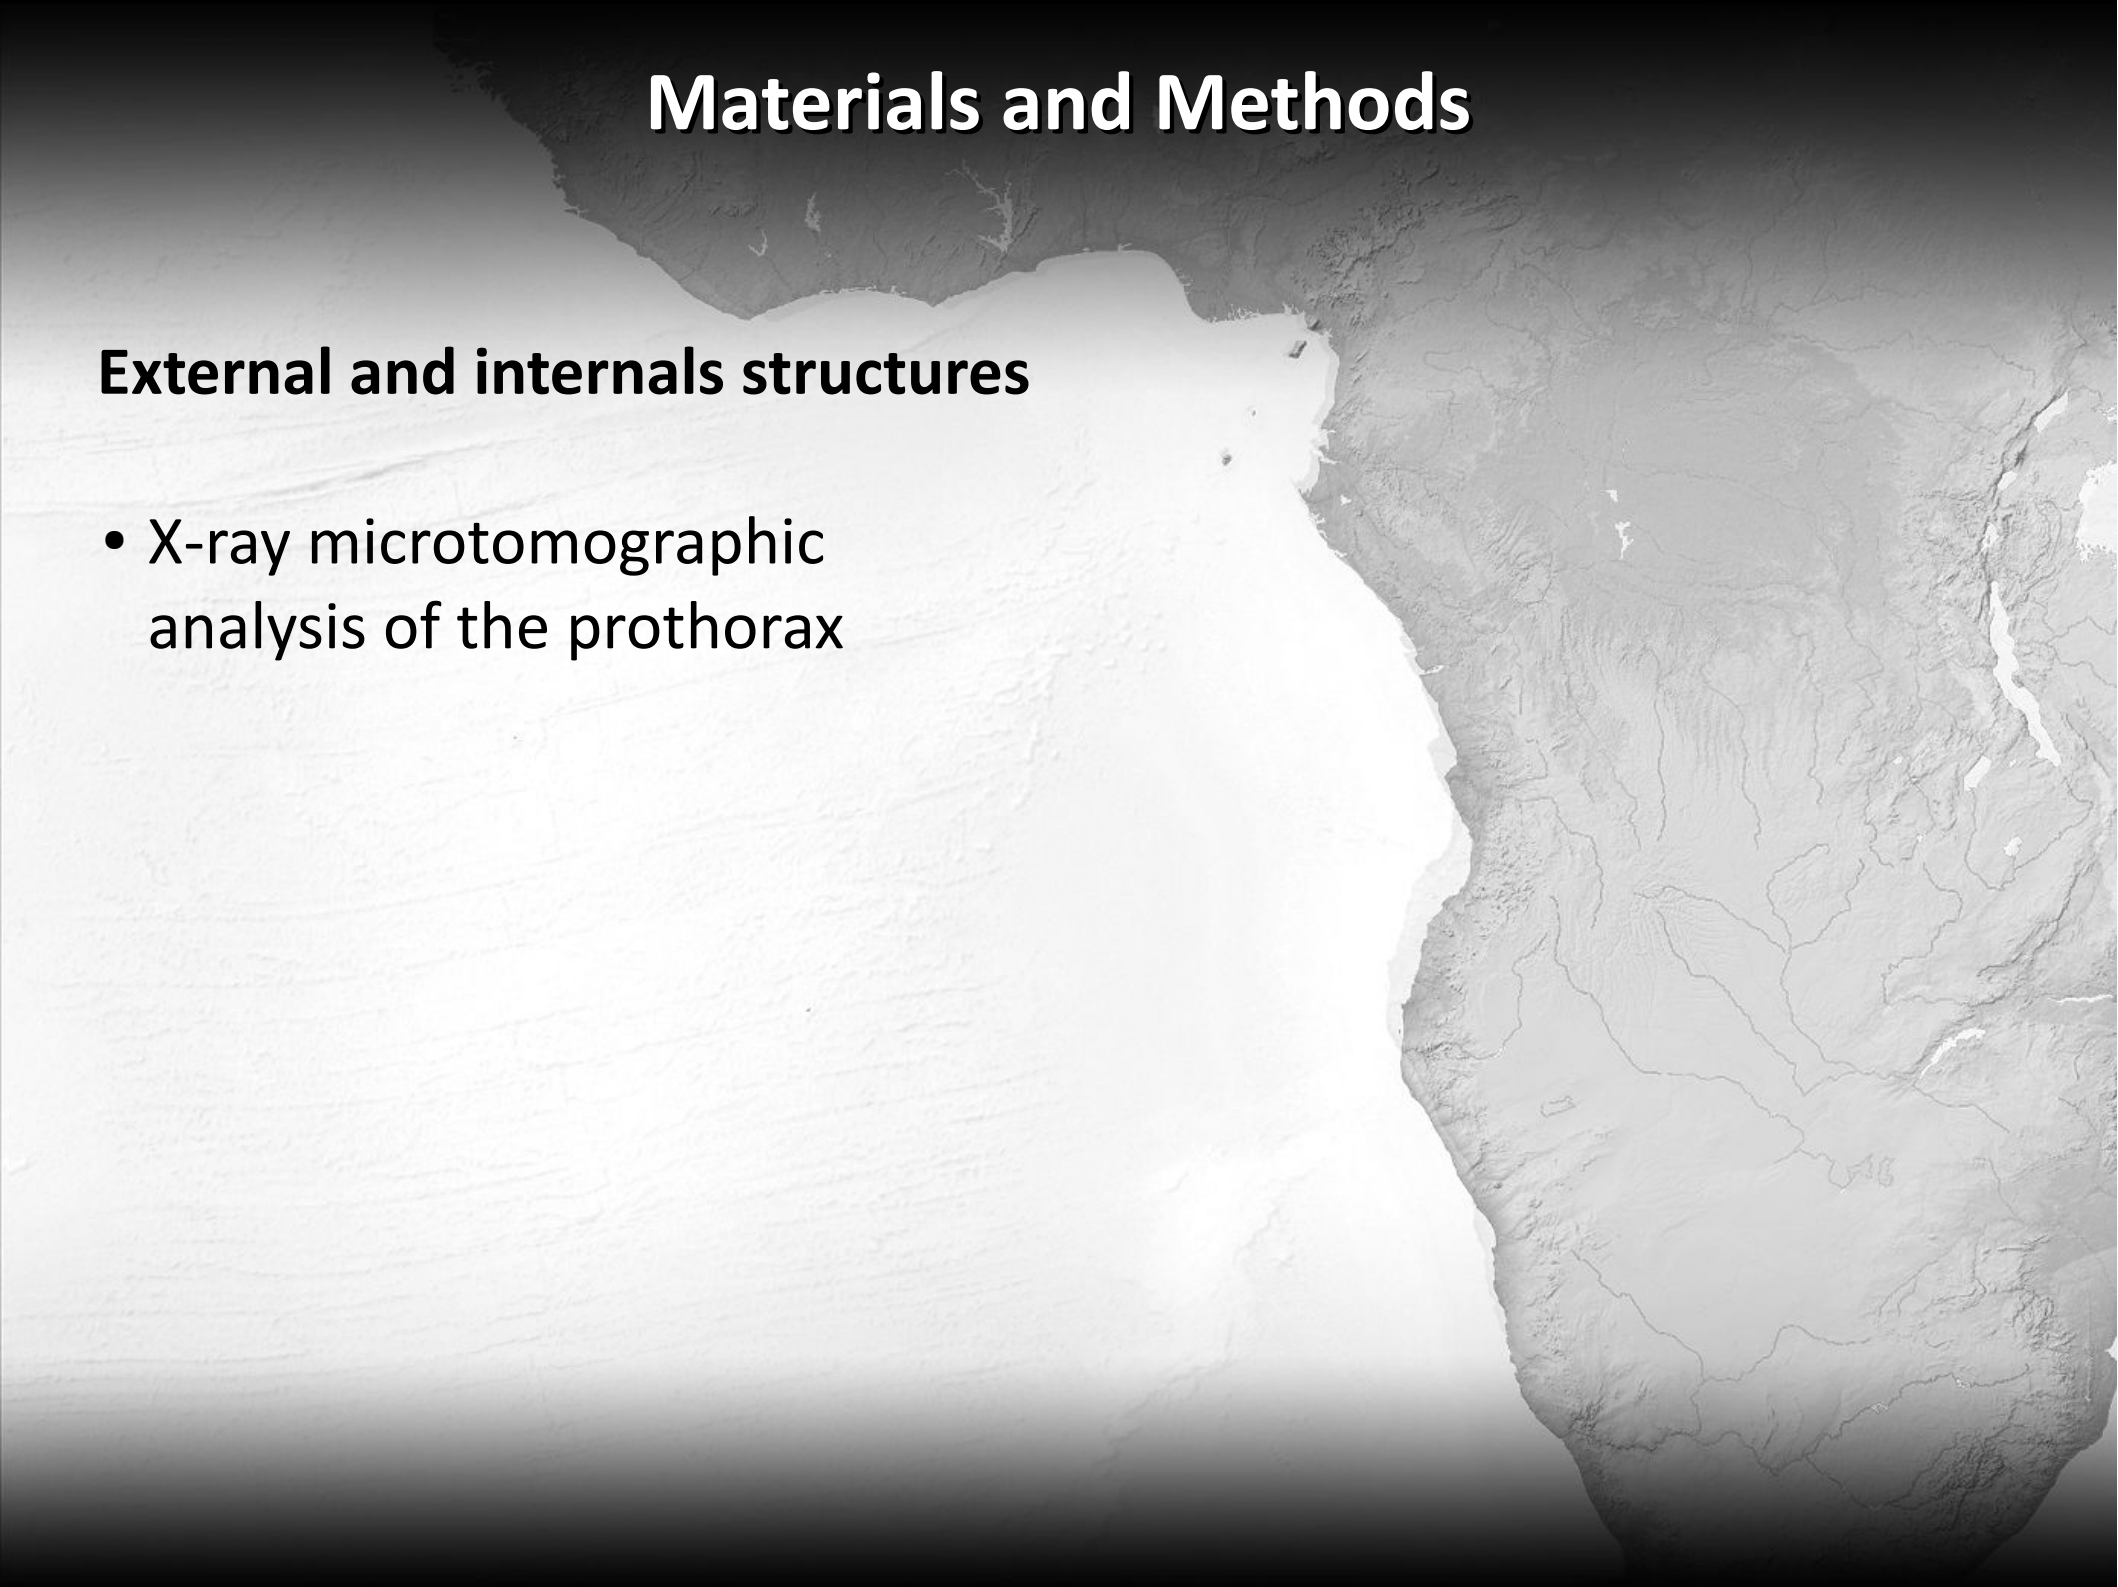 Materials and Methods
External and internals structures
• X-ray microtomographic
analysis of the prothorax